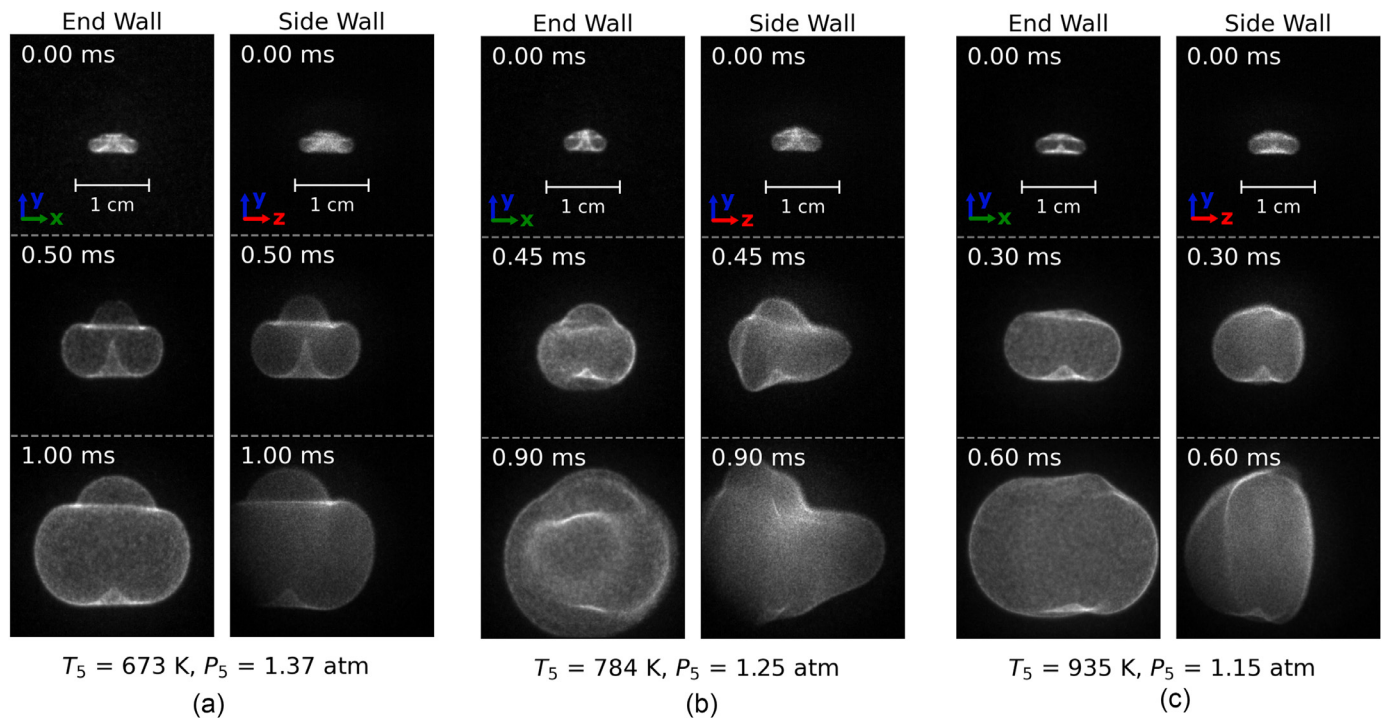 End Wall Side Wall End Wall Side Wall End Wall Side Wall
0.00 ms 0.00 ms 0.00 ms 0.00 ms 0.00 ms 0.00 ms
y y y y y y
1 cm 1 cm 1 cm 1 cm 1 cm 1 cm
x z x z x z
0.50 ms 0.50 ms 0.45 ms 0.45 ms 0.30 ms 0.30 ms
1.00 ms 1.00 ms 0.90 ms 0.90 ms 0.60 ms 0.60 ms
T₅ = 673 K, P₅ = 1.37 atm T₅ = 784 K, P₅ = 1.25 atm T₅ = 935 K, P₅ = 1.15 atm
(a) (b) (c)